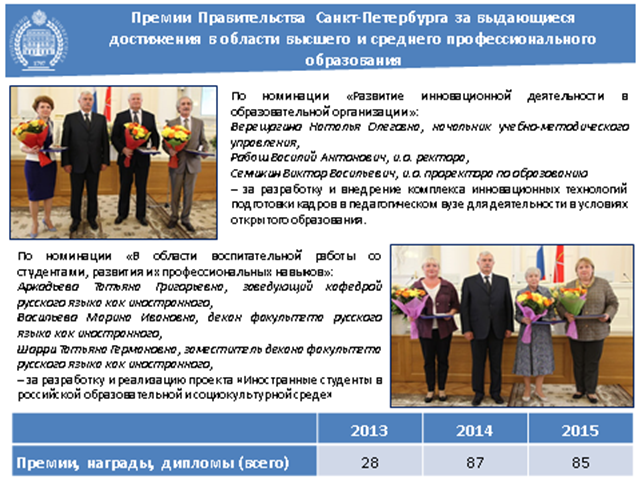 Премии Правительства Санкт-Петербурга за выдающиеся
достижения в области высшего и среднего профессионального
образования
1797
По номинации «Развитие инновационной деятельности в
образовательной организации»:
Верещагина Наталья Олеговна, начальник учебно-методического
управления,
Рабош Василий Антонович, и.о. ректора,
Семикин Виктор Васильевич, и.о. проректора по образованию
– за разработку и внедрение комплекса инновационных технологий
подготовки кадров в педагогическом вузе для деятельности в условиях
открытого образования.
По номинации «В области воспитательной работы со
студентами, развития их профессиональных навыков»:
Аркадьева Татьяна Григорьевна, заведующий кафедрой
русского языка как иностранного,
Васильева Марина Ивановна, декан факультета русского
языка как иностранного,
Шарри Татьяна Германовна, заместитель декана факультета
русского языка как иностранного,
– за разработку и реализацию проекта «Иностранные студенты в
российской образовательной и социокультурной среде»
2013 2014 2015
Премии, награды, дипломы (всего) 28 87 85